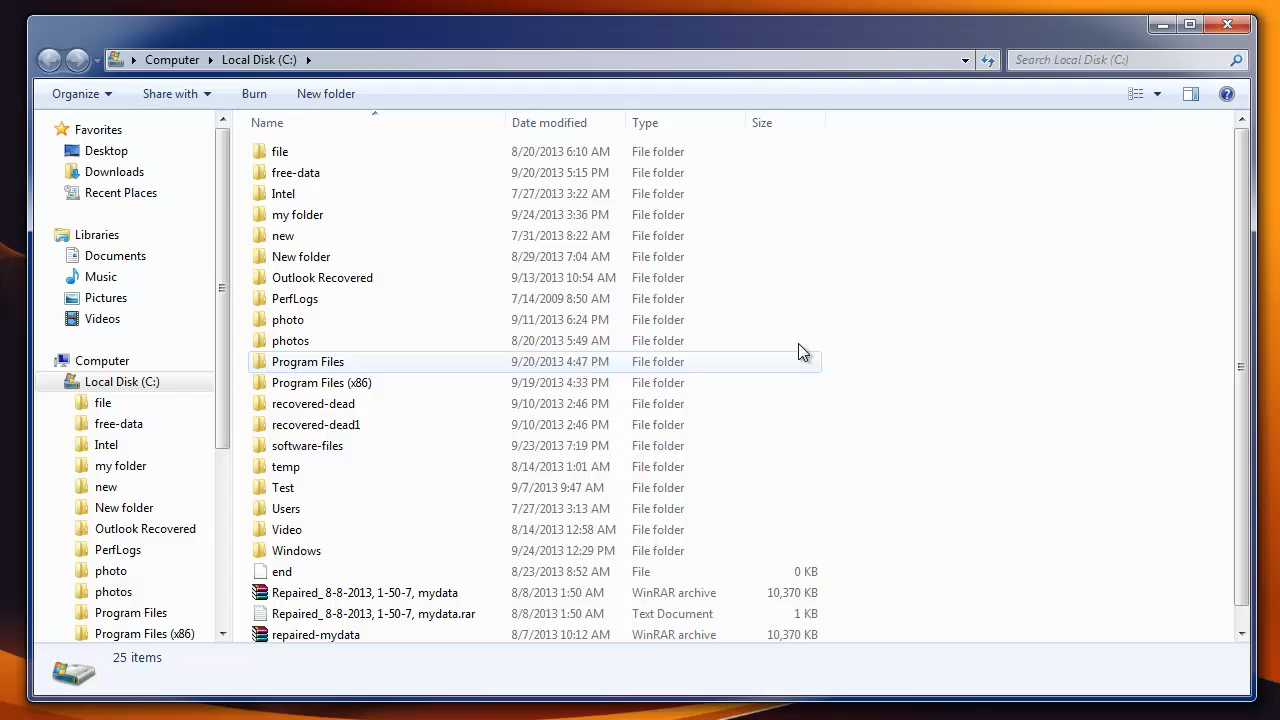 Computer Local Disk (C:) Search Local Disk (C:)
Organize Share with Burn New folder
Name Date modified Type Size
Favorites
Desktop
Downloads
Recent Places
Libraries
Documents
Music
Pictures
Videos
Computer
Local Disk (C:)
file
free-data
Intel
my folder
new
New folder
Outlook Recovered
PerfLogs
photo
photos
Program Files
Program Files (x86)
file 8/20/2013 6:10 AM File folder
free-data 9/20/2013 5:15 PM File folder
Intel 7/27/2013 3:22 AM File folder
my folder 9/24/2013 3:36 PM File folder
new 7/31/2013 8:22 AM File folder
New folder 8/29/2013 7:04 AM File folder
Outlook Recovered 9/13/2013 10:54 AM File folder
PerfLogs 7/14/2009 8:50 AM File folder
photo 9/11/2013 6:24 PM File folder
photos 8/20/2013 5:49 AM File folder
Program Files 9/20/2013 4:47 PM File folder
Program Files (x86) 9/19/2013 4:33 PM File folder
recovered-dead 9/10/2013 2:46 PM File folder
recovered-dead1 9/10/2013 2:46 PM File folder
software-files 9/23/2013 7:19 PM File folder
temp 8/14/2013 1:01 AM File folder
Test 9/7/2013 9:47 AM File folder
Users 7/27/2013 3:13 AM File folder
Video 8/14/2013 12:58 AM File folder
Windows 9/24/2013 12:29 PM File folder
end 8/23/2013 8:52 AM File 0 KB
Repaired_ 8-8-2013, 1-50-7, mydata 8/8/2013 1:50 AM WinRAR archive 10,370 KB
Repaired_ 8-8-2013, 1-50-7, mydata.rar 8/8/2013 1:50 AM Text Document 1 KB
repaired-mydata 8/7/2013 10:12 AM WinRAR archive 10,370 KB
25 items